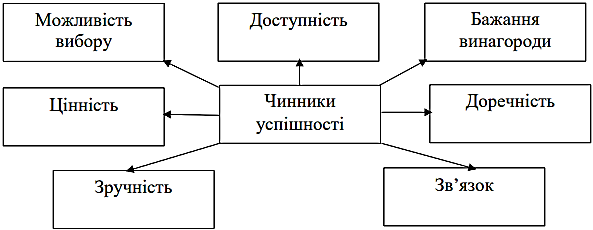 Можливість
вибору
Доступність
Бажання
винагороди
Цінність
Чинники
успішності
Доречність
Зручність
Зв’язок